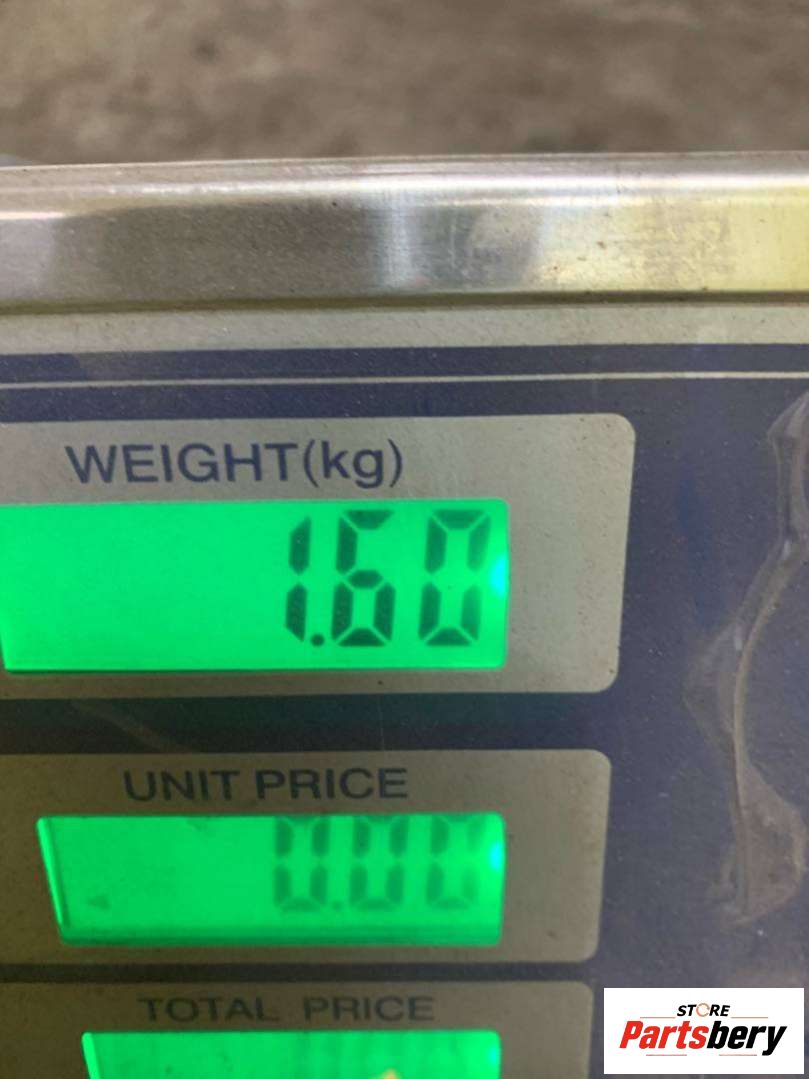 WEIGHT(kg)
1.60
UNIT PRICE
0.00
TOTAL PRICE
STORE
Partsbery